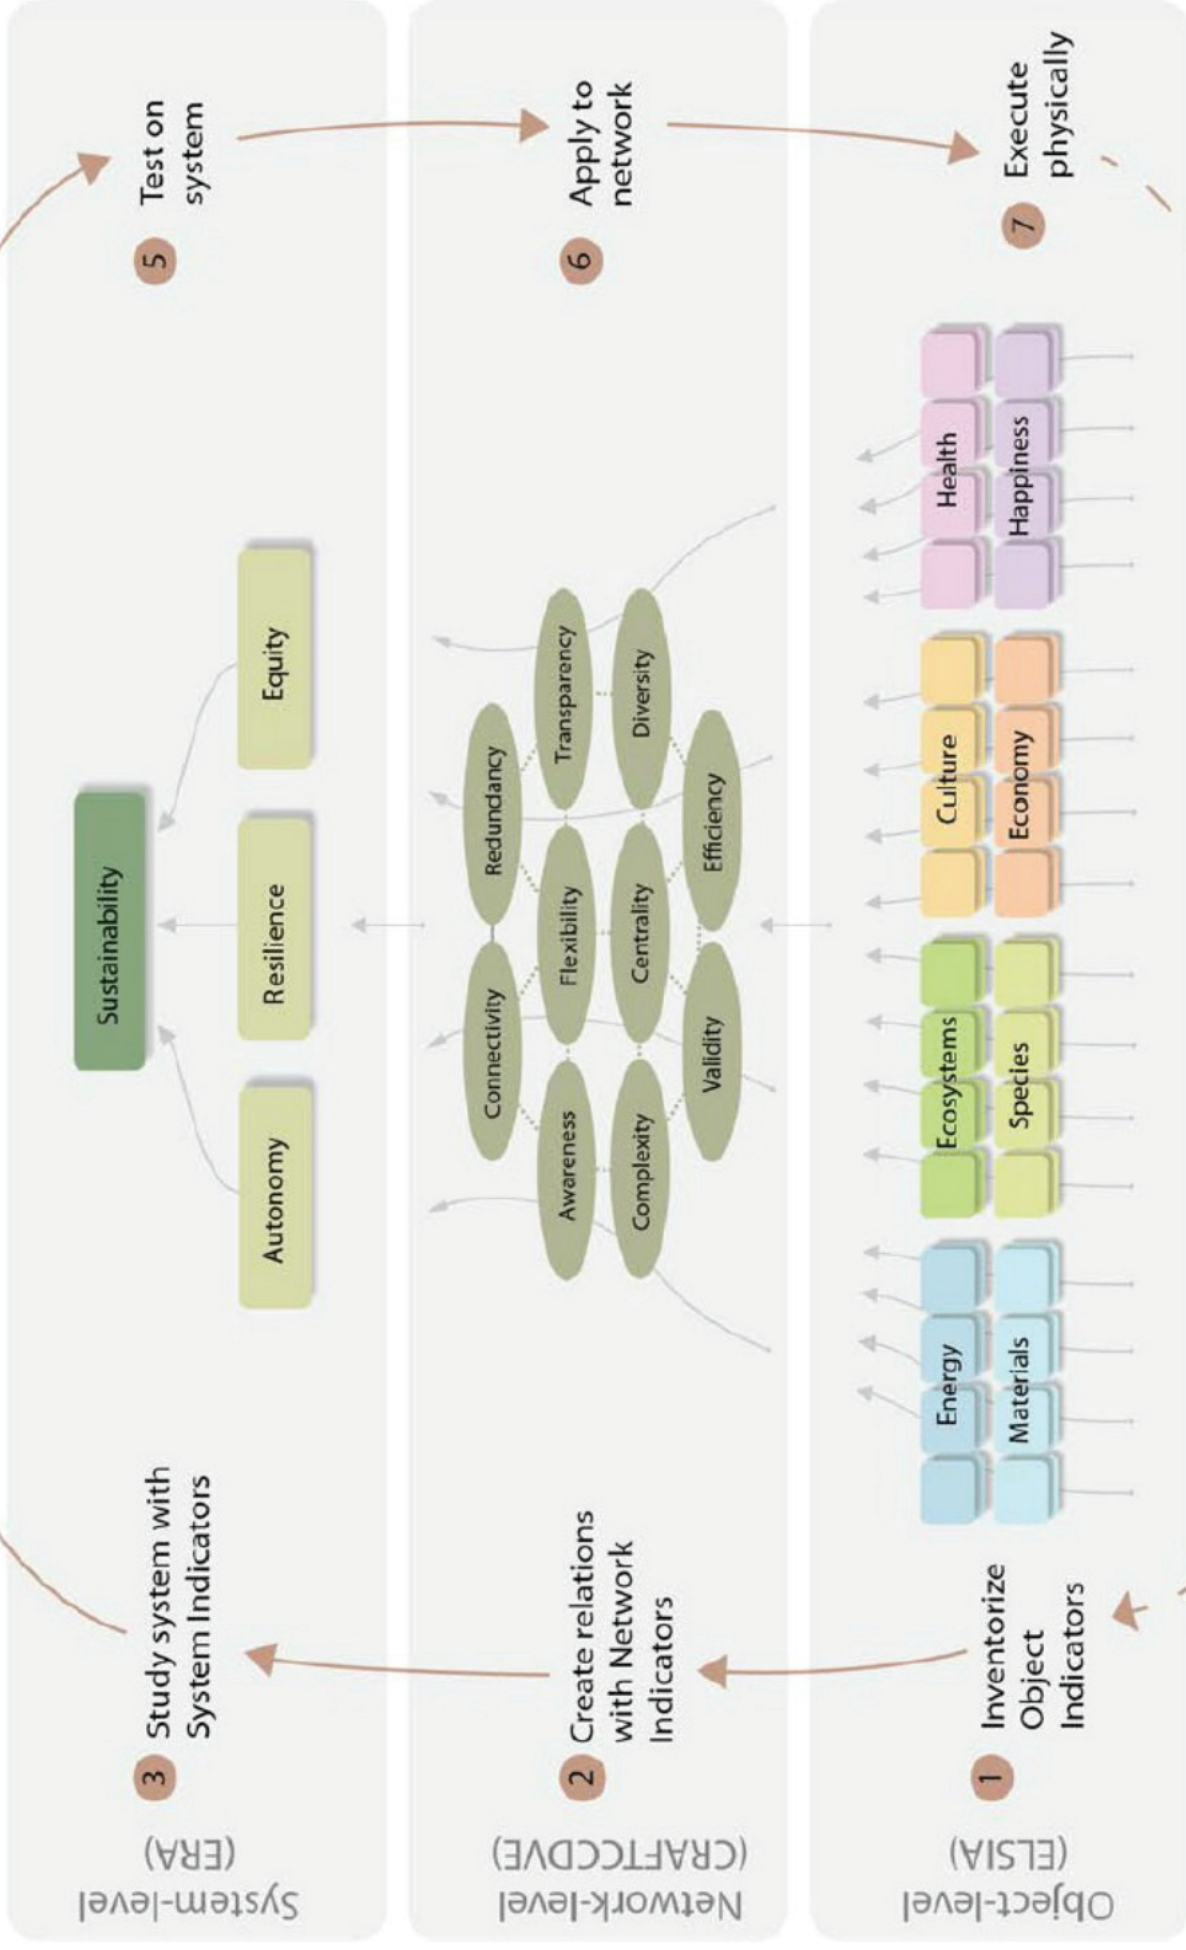 System-level
(ERA)
3
Study system with
System Indicators
Sustainability
Autonomy
Resilience
Equity
5
Test on
system
Network-level
(CRAFTCCDVE)
2
Create relations
with Network
Indicators
Connectivity
Redundancy
Awareness
Flexibility
Transparency
Complexity
Centrality
Diversity
Validity
Efficiency
6
Apply to
network
Object-level
(ELSIA)
1
Inventorize
Object
Indicators
Energy
Materials
Ecosystems
Species
Culture
Economy
Health
Happiness
7
Execute
physically